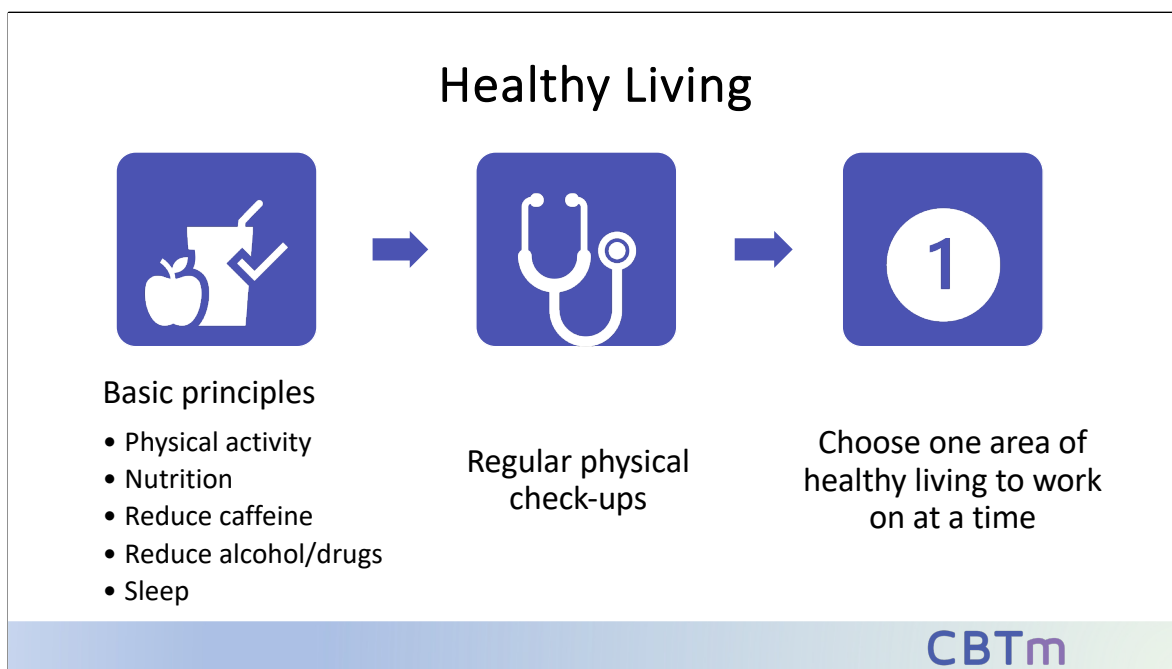 Healthy Living
1
Basic principles
• Physical activity
• Nutrition
• Reduce caffeine
• Reduce alcohol/drugs
• Sleep
Regular physical
check-ups
Choose one area of
healthy living to work
on at a time
CBTm